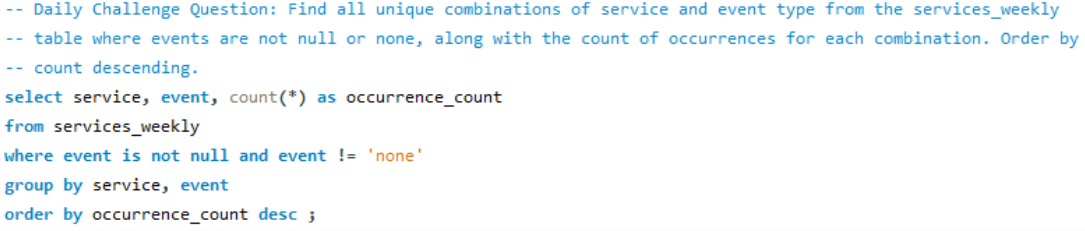 -- Daily Challenge Question: Find all unique combinations of service and event type from the services_weekly
-- table where events are not null or none, along with the count of occurrences for each combination. Order by
-- count descending.
select service, event, count(*) as occurrence_count
from services_weekly
where event is not null and event != 'none'
group by service, event
order by occurrence_count desc ;